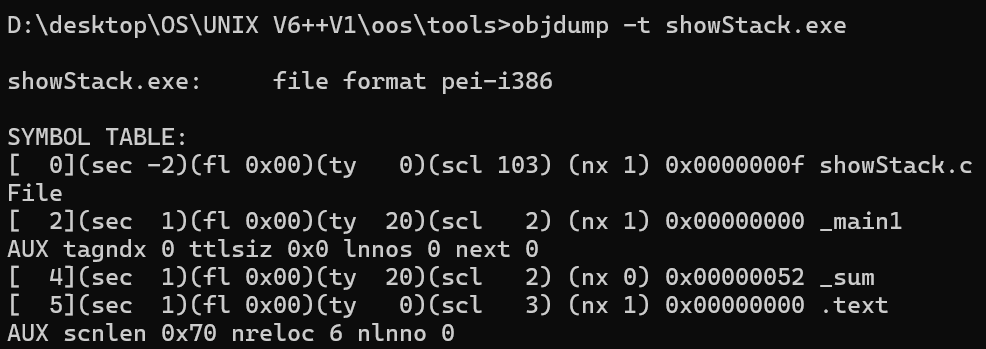 D:\desktop\OS\UNIX V6++V1\oos\tools>objdump -t showStack.exe
showStack.exe:     file format pei-i386
SYMBOL TABLE:
[  0](sec -2)(fl 0x00)(ty   0)(scl 103) (nx 1) 0x0000000f showStack.c
File
[  2](sec  1)(fl 0x00)(ty  20)(scl   2) (nx 1) 0x00000000 _main1
AUX tagndx 0 ttlsiz 0x0 lnnos 0 next 0
[  4](sec  1)(fl 0x00)(ty  20)(scl   2) (nx 0) 0x00000052 _sum
[  5](sec  1)(fl 0x00)(ty   0)(scl   3) (nx 1) 0x00000000 .text
AUX scnlen 0x70 nreloc 6 nlnno 0